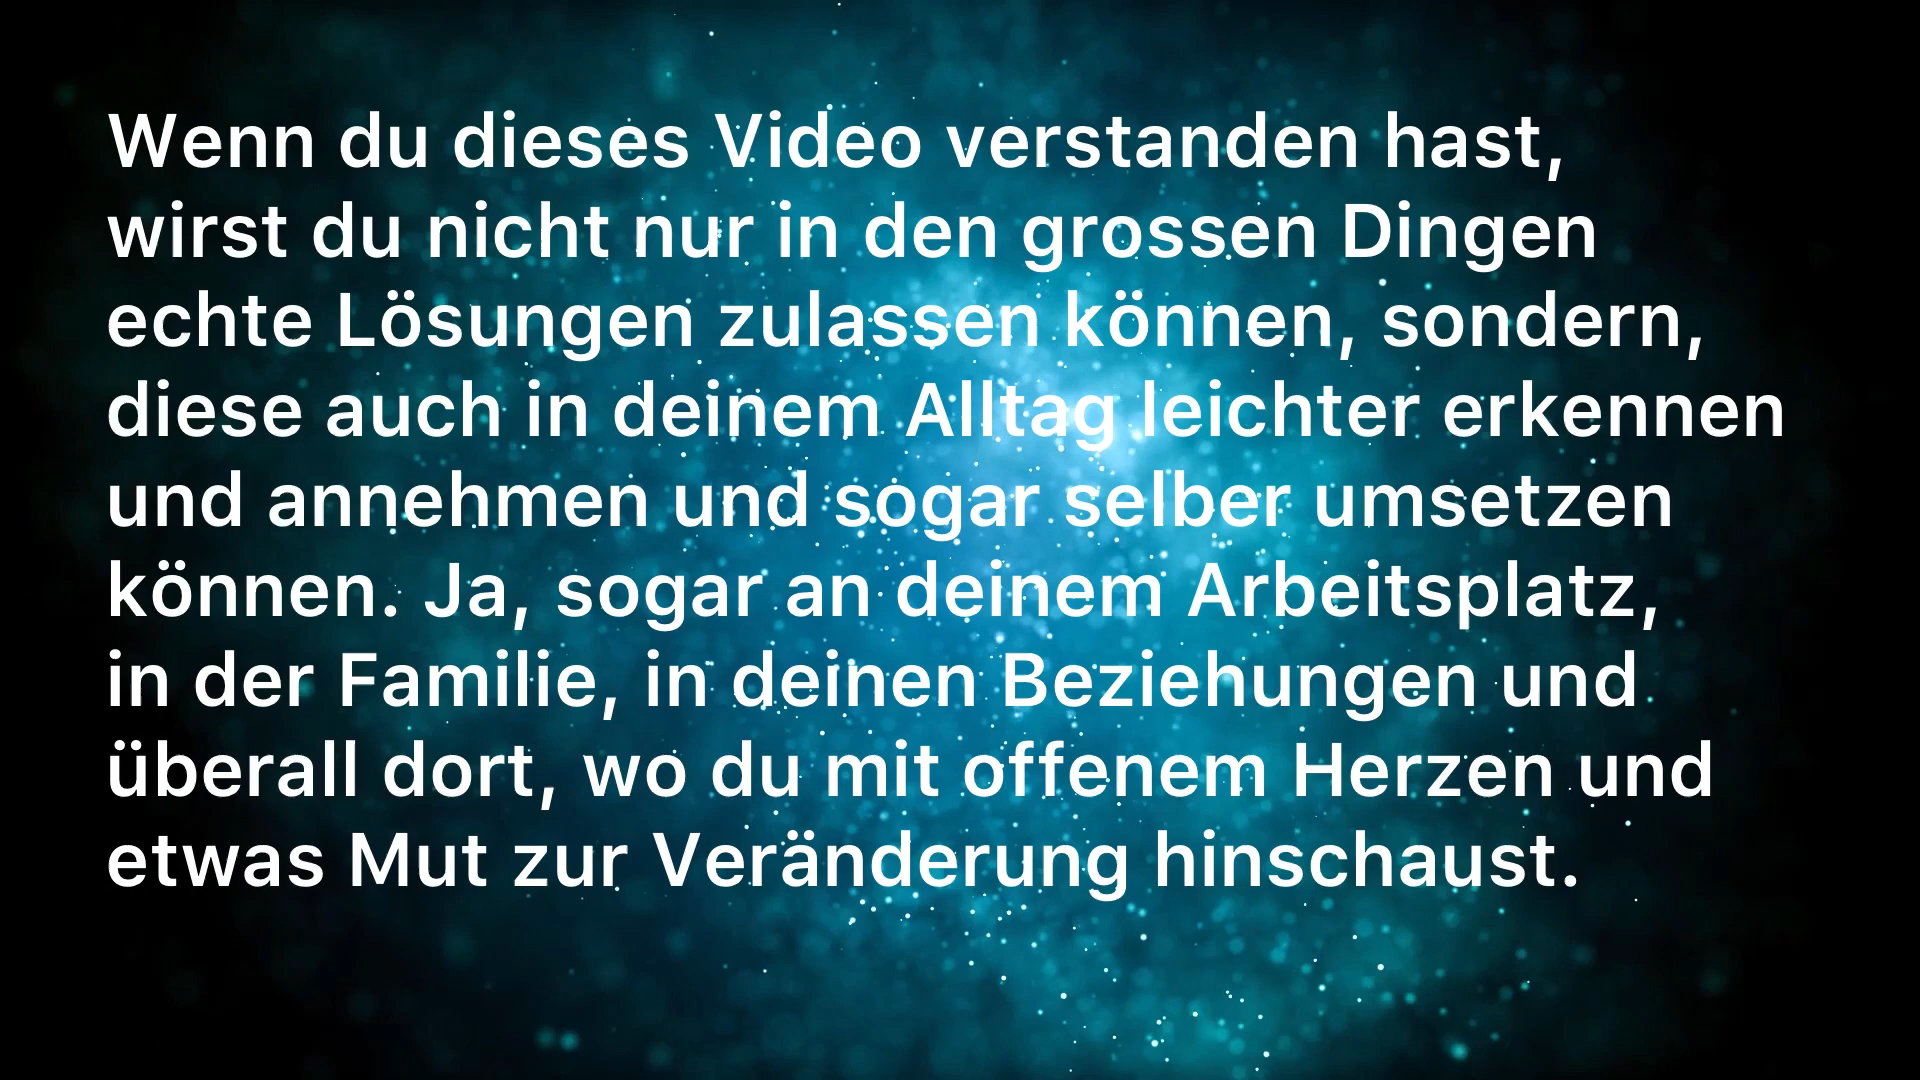 Wenn du dieses Video verstanden hast,
wirst du nicht nur in den grossen Dingen
echte Lösungen zulassen können, sondern,
diese auch in deinem Alltag leichter erkennen
und annehmen und sogar selber umsetzen
können. Ja, sogar an deinem Arbeitsplatz,
in der Familie, in deinen Beziehungen und
überall dort, wo du mit offenem Herzen und
etwas Mut zur Veränderung hinschaust.